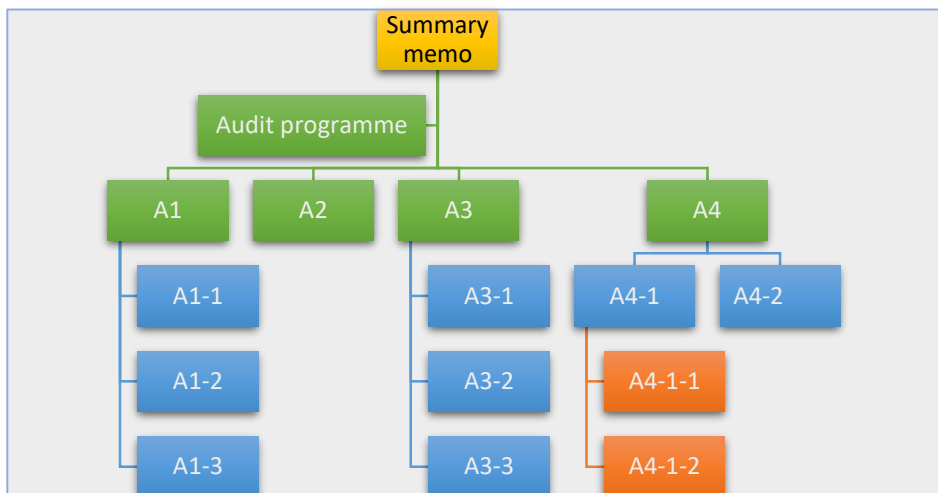 Summary
memo
Audit programme
A1
A2
A3
A4
A1-1
A3-1
A4-1
A4-2
A1-2
A3-2
A4-1-1
A1-3
A3-3
A4-1-2